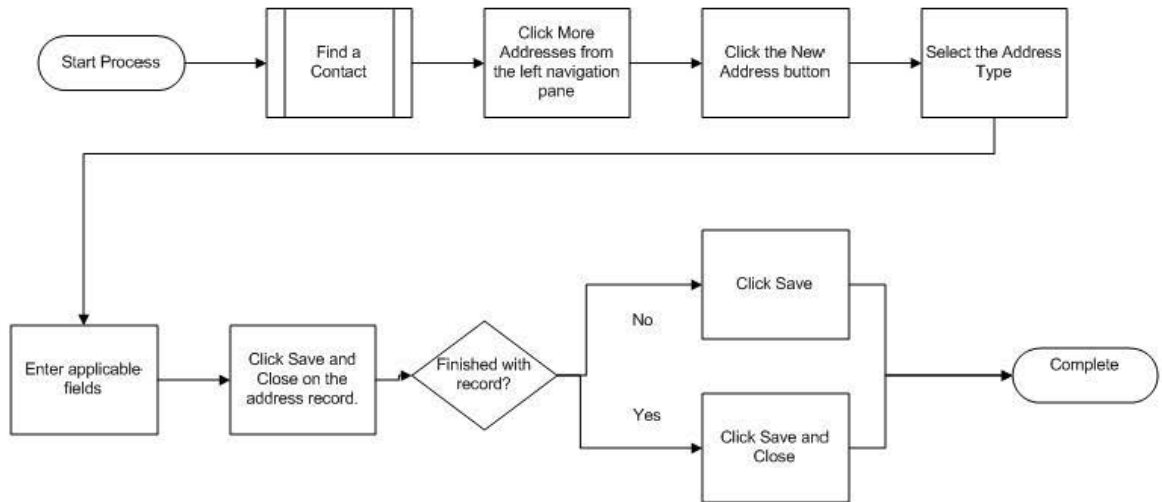 Start Process
Find a
Contact
Click More
Addresses from
the left navigation
pane
Click the New
Address button
Select the Address
Type
Enter applicable
fields
Click Save and
Close on the
address record.
Finished with
record?
No
Click Save
Yes
Click Save and
Close
Complete